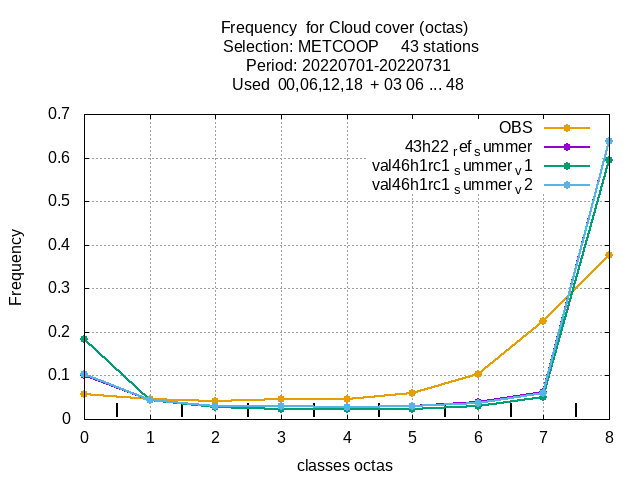 Frequency  for Cloud cover (octas)
Selection: METCOOP     43 stations
Period: 20220701-20220731
Used  00,06,12,18  + 03 06 ... 48
0.7
0.6
0.5
0.4
0.3
0.2
0.1
0
Frequency
OBS
43h22 ref summer
val46h1rc1 summer v1
val46h1rc1 summer v2
0 1 2 3 4 5 6 7 8
classes octas